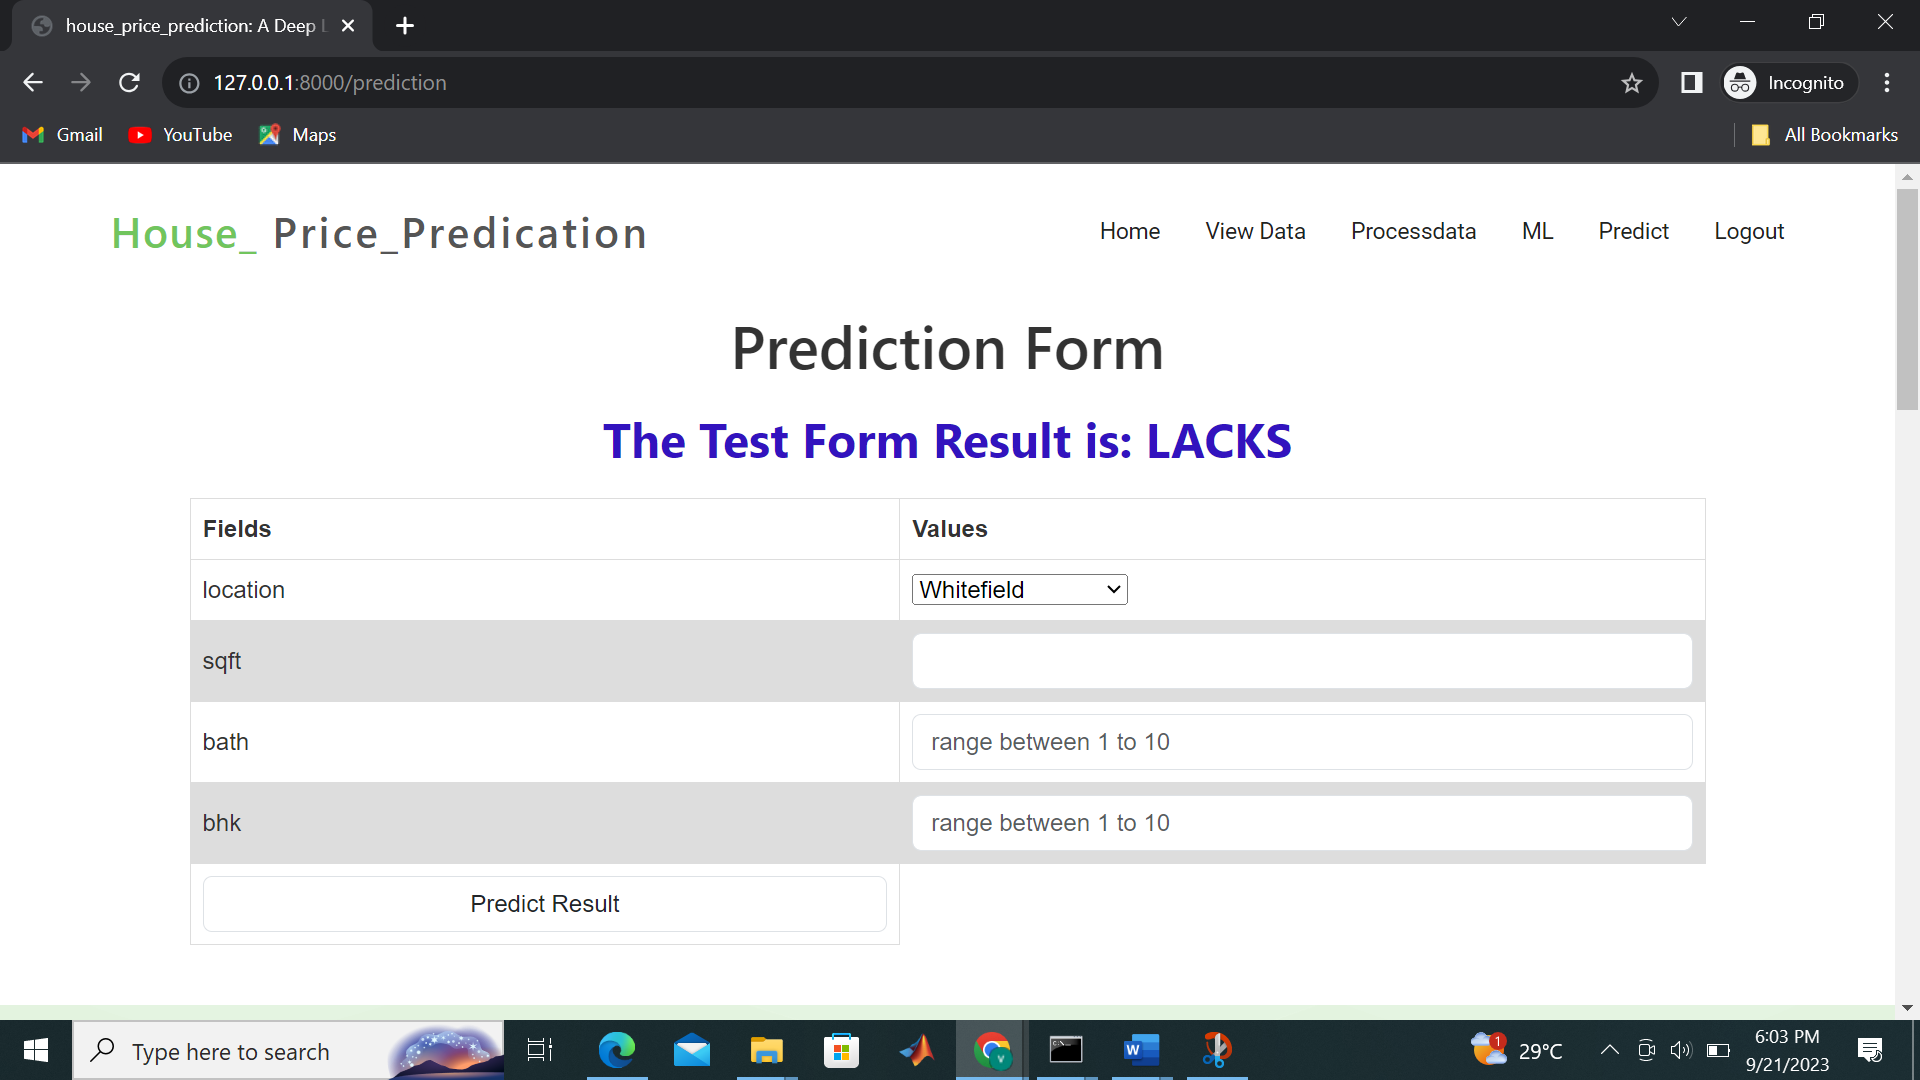 house_price_prediction: A Deep
127.0.0.1:8000/prediction
Incognito
Gmail
YouTube
Maps
All Bookmarks
House_ Price_Predication
Home
View Data
Processdata
ML
Predict
Logout
Prediction Form
The Test Form Result is: LACKS
Fields
Values
location
Whitefield
sqft
bath
range between 1 to 10
bhk
range between 1 to 10
Predict Result
Type here to search
W
V
1
29°C
6:03 PM
9/21/2023